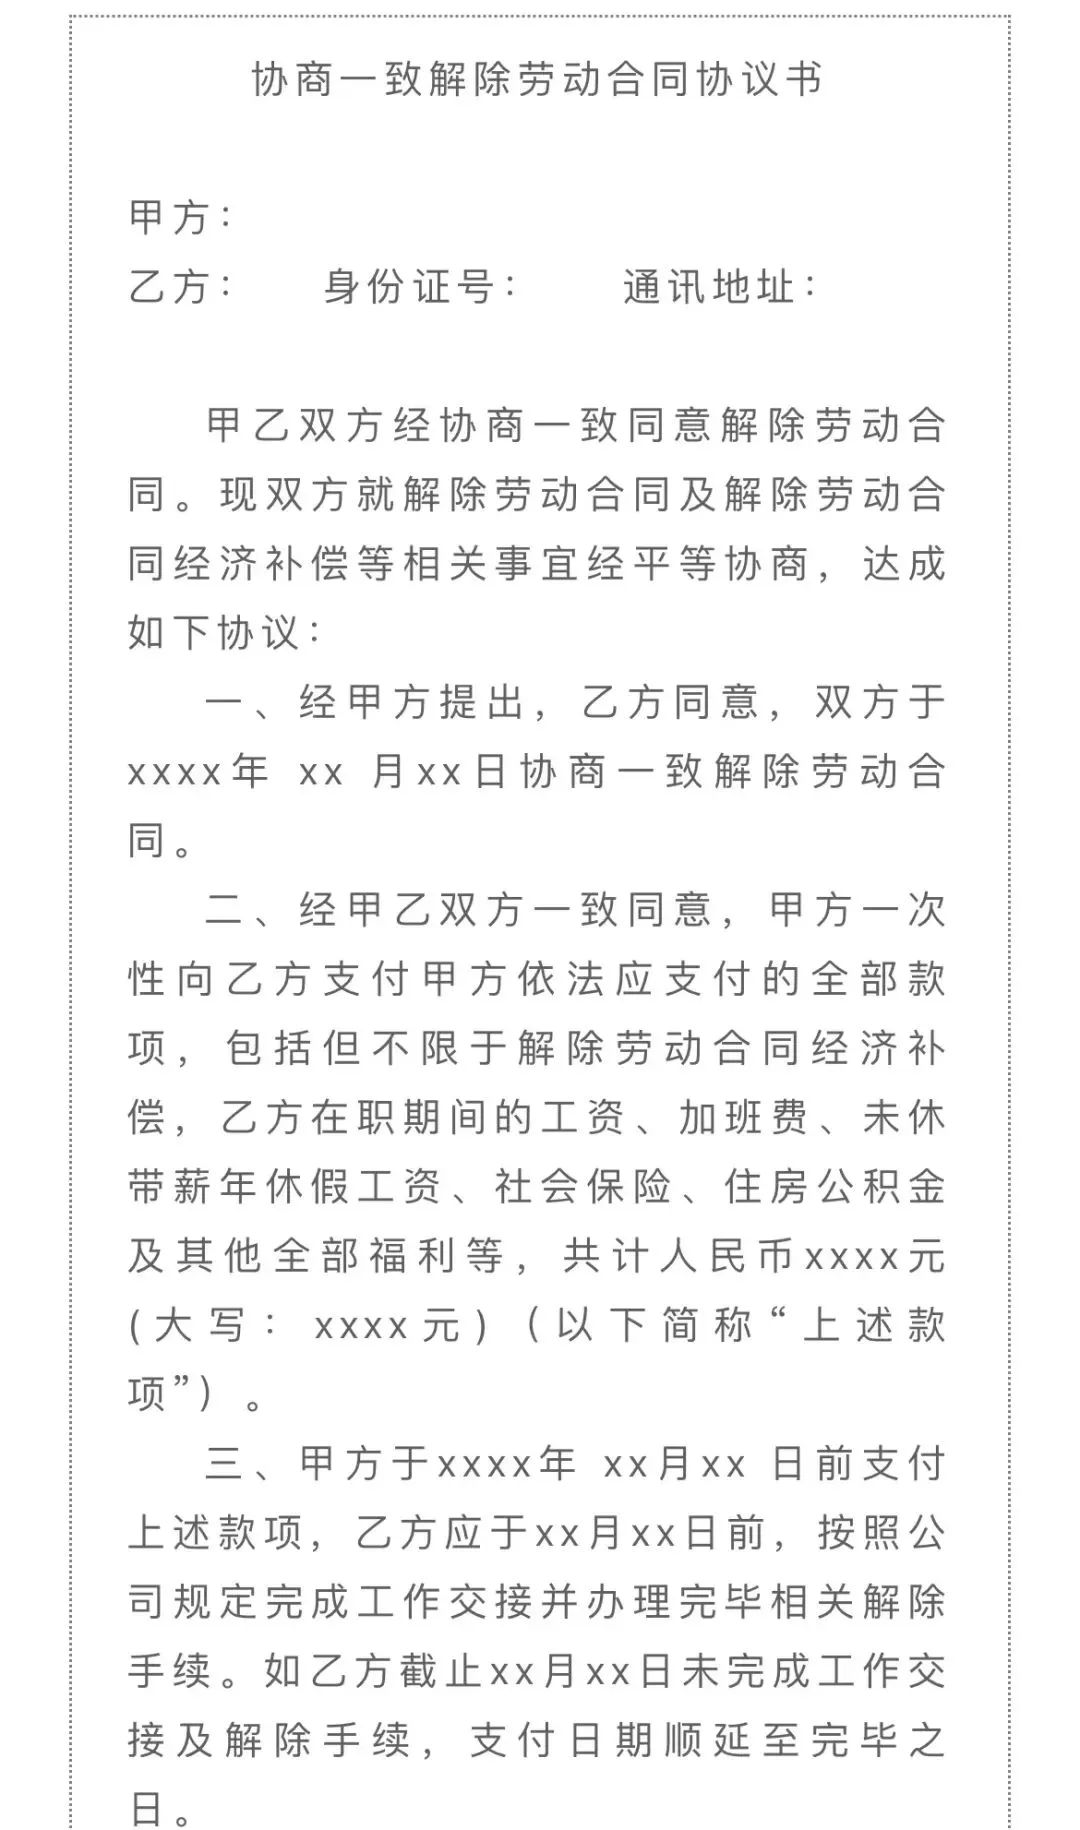 协商一致解除劳动合同协议书
甲方：
乙方： 身份证号： 通讯地址：
甲乙双方经协商一致同意解除劳动合
同。现双方就解除劳动合同及解除劳动合
同经济补偿等相关事宜经平等协商，达成
如下协议：
一、经甲方提出，乙方同意，双方于
xxxx年 xx 月xx日协商一致解除劳动合
同。
二、经甲乙双方一致同意，甲方一次
性向乙方支付甲方依法应支付的全部款
项，包括但不限于解除劳动合同经济补
偿，乙方在职期间的工资、加班费、未休
带薪年休假工资、社会保险、住房公积金
及其他全部福利等，共计人民币xxxx元
(大写： xxxx元)（以下简称“上述款
项”）。
三、甲方于xxxx年 xx月xx 日前支付
上述款项，乙方应于xx月xx日前，按照公
司规定完成工作交接并办理完毕相关解除
手续。如乙方截止xx月xx日未完成工作交
接及解除手续，支付日期顺延至完毕之
日。